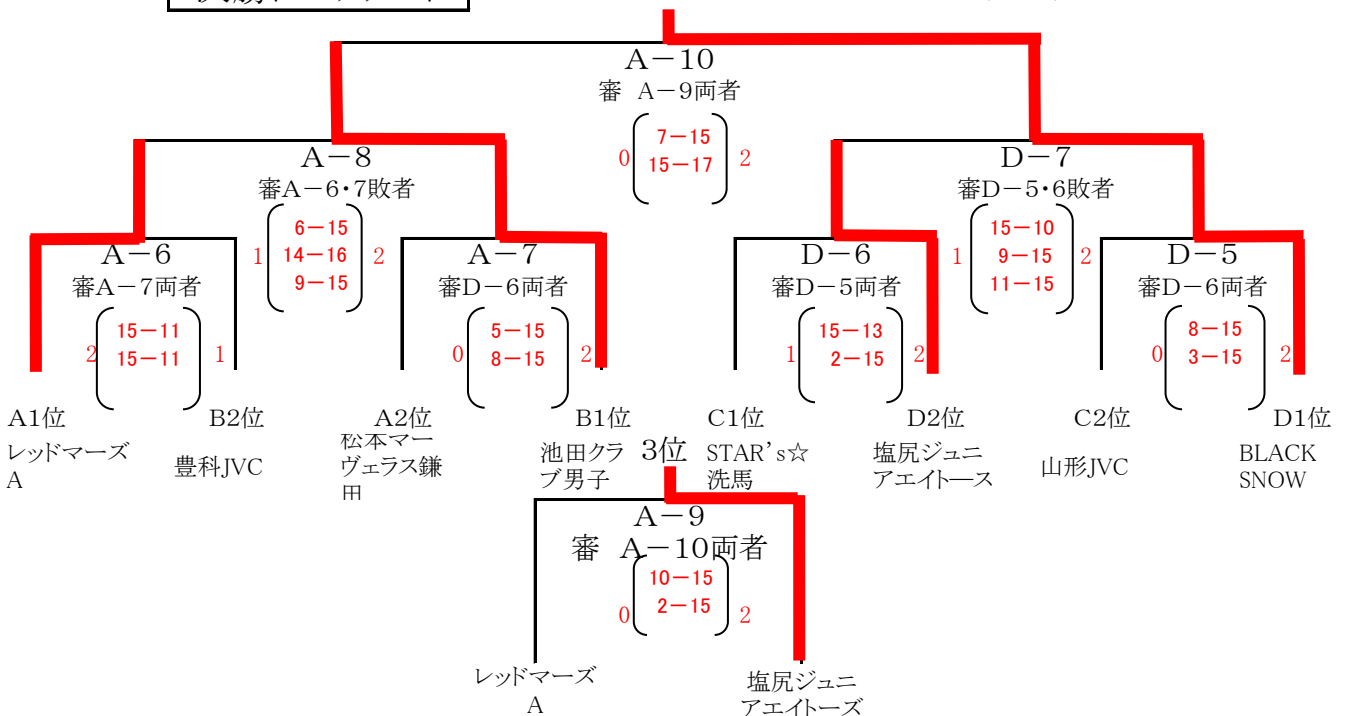 A-10
審 A-9両者
0 7-15 2
15-17
A-8
審A-6・7敗者
1 6-15 2
14-16
9-15
D-7
審D-5・6敗者
1 15-10 2
9-15
11-15
A-6
審A-7両者
2 15-11 1
15-11
A-7
審D-6両者
0 5-15 2
8-15
D-6
審D-5両者
1 15-13 2
2-15
D-5
審D-6両者
0 8-15 2
3-15
A1位
レッドマーズ
A
B2位
豊科JVC
A2位
松本マー
ヴェラス鎌
田
B1位
池田クラ
ブ男子
C1位
STAR's☆
洗馬
D2位
塩尻ジュニ
アエイトース
C2位
山形JVC
D1位
BLACK
SNOW
3位
A-9
審 A-10両者
0 10-15 2
2-15
レッドマーズ
A
塩尻ジュニ
アエイトーズ